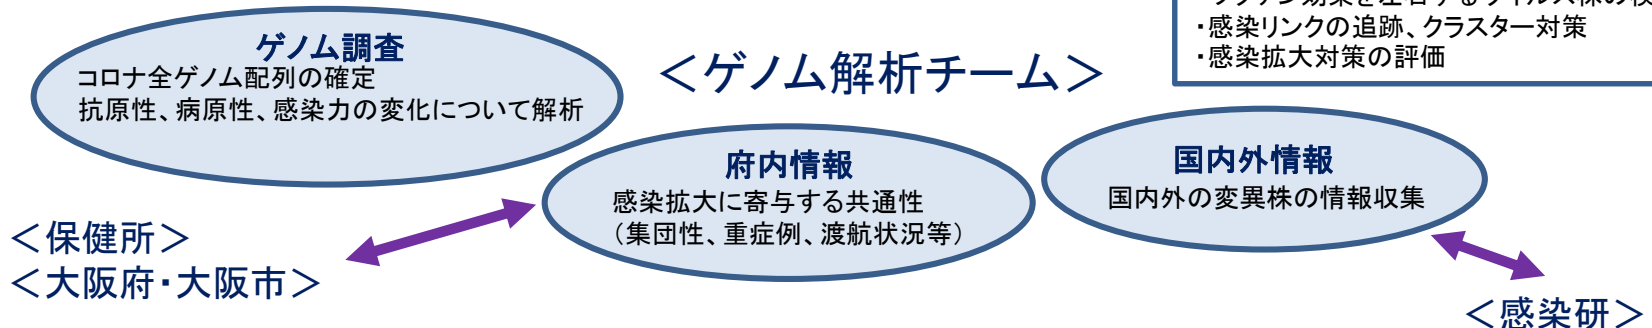 ゲノム調査
コロナ全ゲノム配列の確定
抗原性、病原性、感染力の変化について解析
＜ゲノム解析チーム＞
・感染リンクの追跡、クラスター対策
・感染拡大対策の評価
府内情報
感染拡大に寄与する共通性
（集団性、重症例、渡航状況等）
国内外情報
国内外の変異株の情報収集
＜保健所＞
＜大阪府・大阪市＞
＜感染研＞